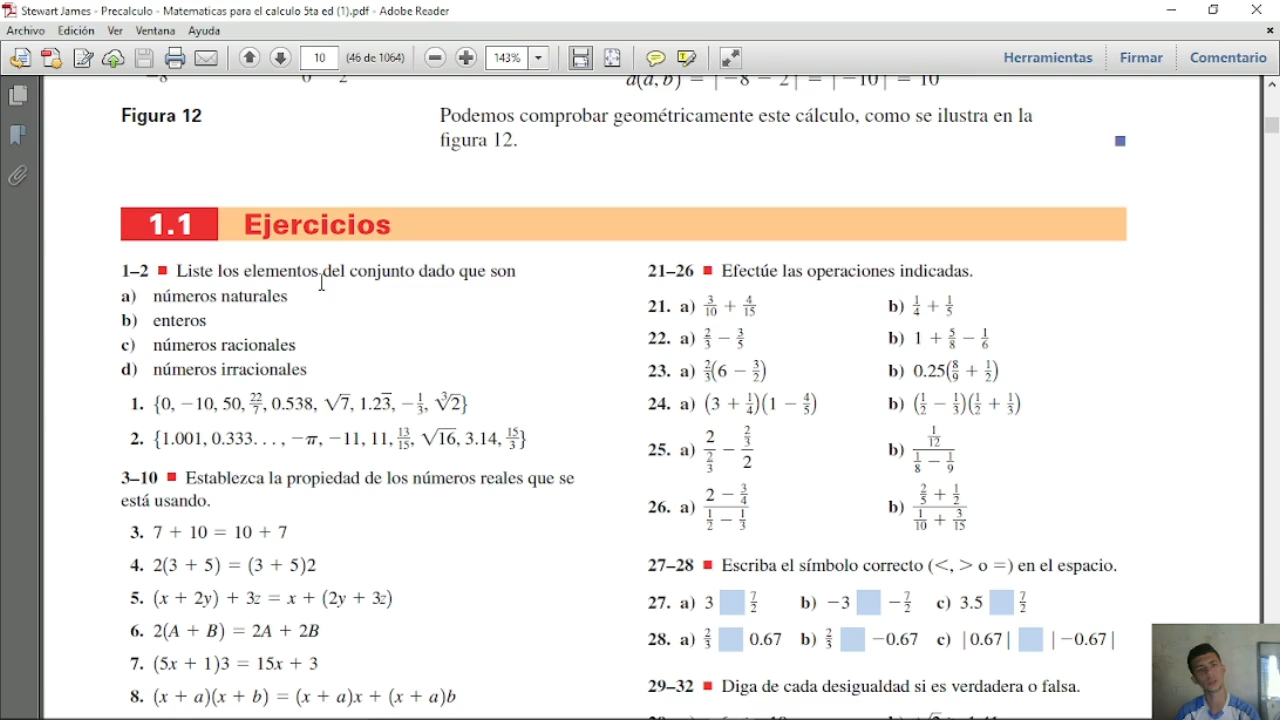 Stewart James - Precalculo - Matematicas para el calculo 5ta ed (1).pdf - Adobe Reader
Archivo Edición Ver Ventana Ayuda
10 (46 de 1064) 143% Herramientas Firmar Comentario
−8 0 2 d(a, b) = |−8 − 2| = |−10| = 10
Figura 12
Podemos comprobar geométricamente este cálculo, como se ilustra en la
figura 12.
1.1 Ejercicios
1–2 ■ Liste los elementos del conjunto dado que son
a) números naturales
b) enteros
c) números racionales
d) números irracionales
1. {0, −10, 50, 22/7, 0.538, √7, 1.23̅, −1/3, ∛2}
2. {1.001, 0.333. . . , −π, −11, 11, 13/15, √16, 3.14, 15/3}
3–10 ■ Establezca la propiedad de los números reales que se
está usando.
3. 7 + 10 = 10 + 7
4. 2(3 + 5) = (3 + 5)2
5. (x + 2y) + 3z = x + (2y + 3z)
6. 2(A + B) = 2A + 2B
7. (5x + 1)3 = 15x + 3
8. (x + a)(x + b) = (x + a)x + (x + a)b
21–26 ■ Efectúe las operaciones indicadas.
21. a) 3/10 + 4/15 b) 1/4 + 1/5
22. a) 2/3 − 3/5 b) 1 + 5/8 − 1/6
23. a) 2/3(6 − 3/2) b) 0.25(8/9 + 1/2)
24. a) (3 + 1/4)(1 − 4/5) b) (1/2 − 1/3)(1/2 + 1/3)
25. a) 2/(2/3) − (2/3)/2 b) (1/12)/(1/8 − 1/9)
26. a) (2 − 3/4)/(1/2 − 1/3) b) (2/5 + 1/2)/(1/10 + 3/15)
27–28 ■ Escriba el símbolo correcto (<, > o =) en el espacio.
27. a) 3 7/2 b) −3 −7/2 c) 3.5 7/2
28. a) 2/3 0.67 b) 2/3 −0.67 c) |0.67| |−0.67|
29–32 ■ Diga de cada desigualdad si es verdadera o falsa.